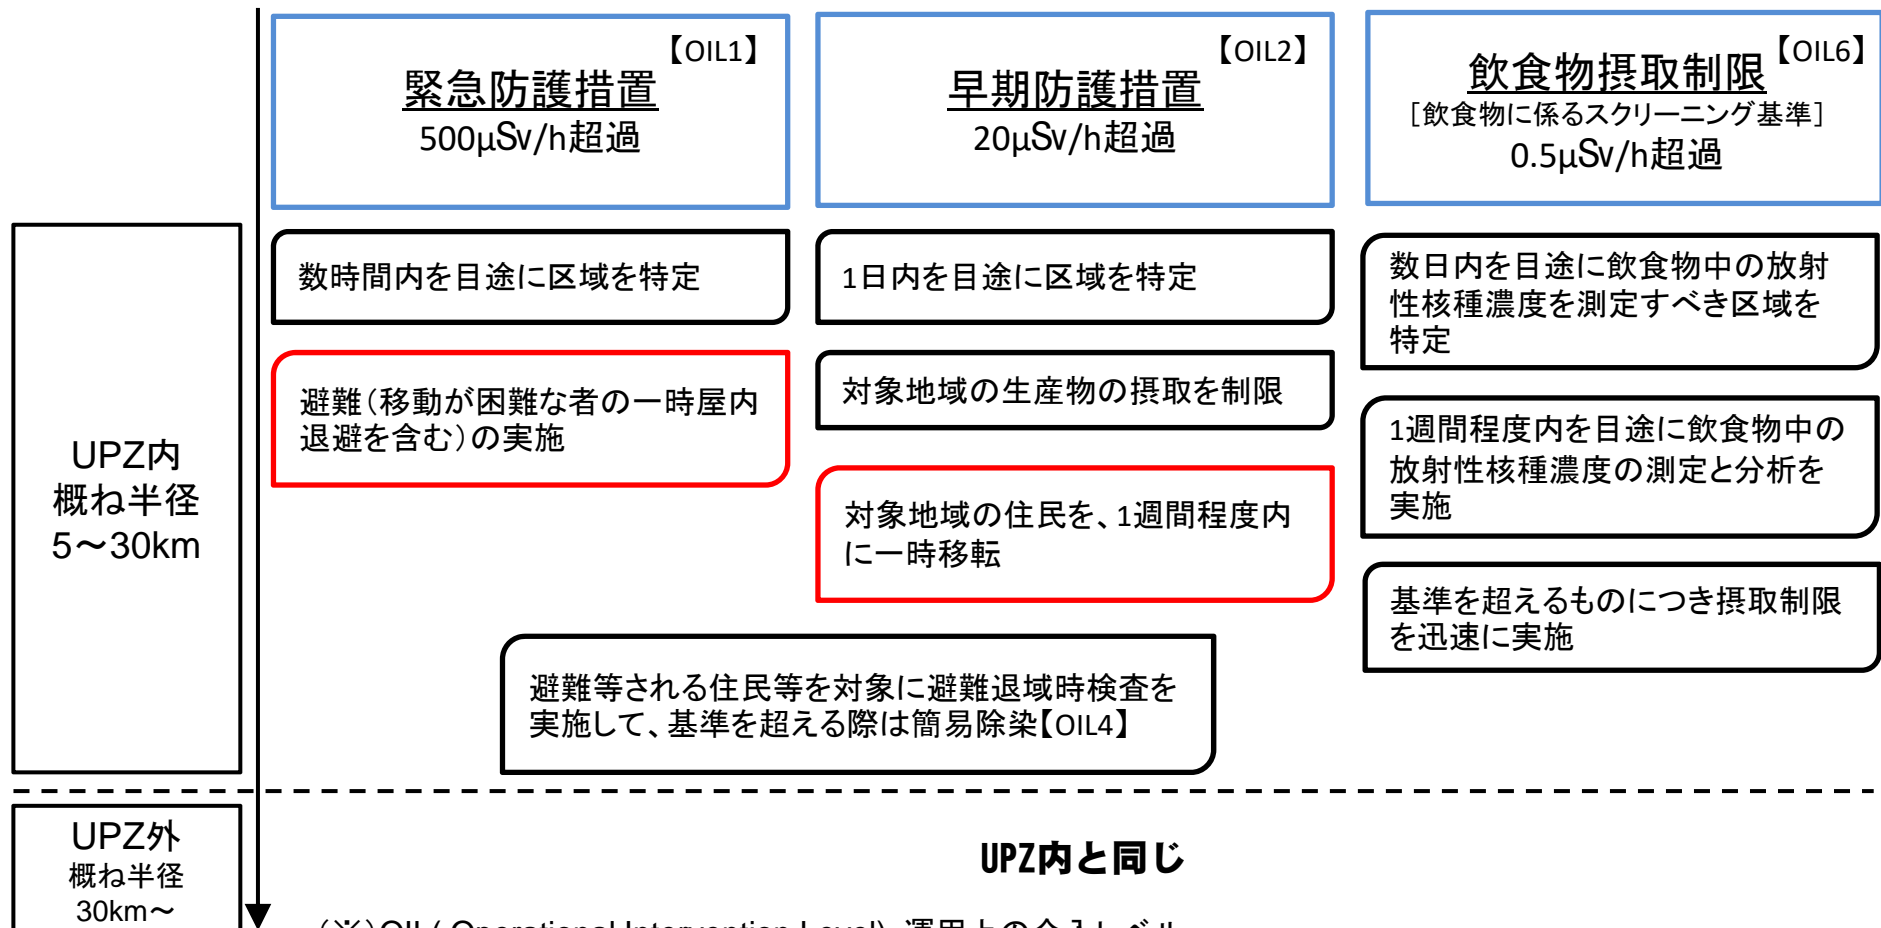 【OIL1】
緊急防護措置
500μSv/h超過
【OIL2】
早期防護措置
20μSv/h超過
【OIL6】
飲食物摂取制限
[飲食物に係るスクリーニング基準]
0.5μSv/h超過
UPZ内
概ね半径
5～30km
数時間内を目途に区域を特定
避難(移動が困難な者の一時屋内
退避を含む)の実施
1日内を目途に区域を特定
対象地域の生産物の摂取を制限
対象地域の住民を、1週間程度内
に一時移転
数日内を目途に飲食物中の放射
性核種濃度を測定すべき区域を
特定
1週間程度内を目途に飲食物中の
放射性核種濃度の測定と分析を
実施
基準を超えるものにつき摂取制限
を迅速に実施
避難等される住民等を対象に避難退域時検査を
実施して、基準を超える際は簡易除染【OIL4】
UPZ外
概ね半径
30km～
UPZ内と同じ
(※)OIL( Operational Intervention Level) 運用上の介入レベル